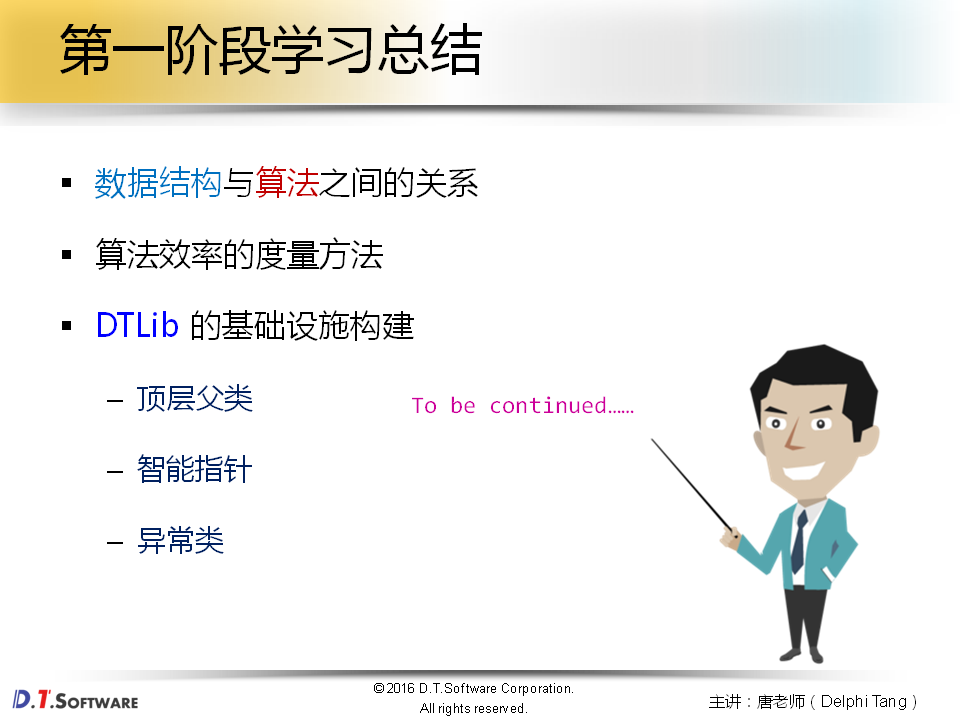 第一阶段学习总结
▪ 数据结构与算法之间的关系
▪ 算法效率的度量方法
▪ DTLib 的基础设施构建
– 顶层父类
– 智能指针
– 异常类
To be continued……
D.T.SOFTWARE
©2016 D.T.Software Corporation.
All rights reserved.
主讲：唐老师（Delphi Tang）